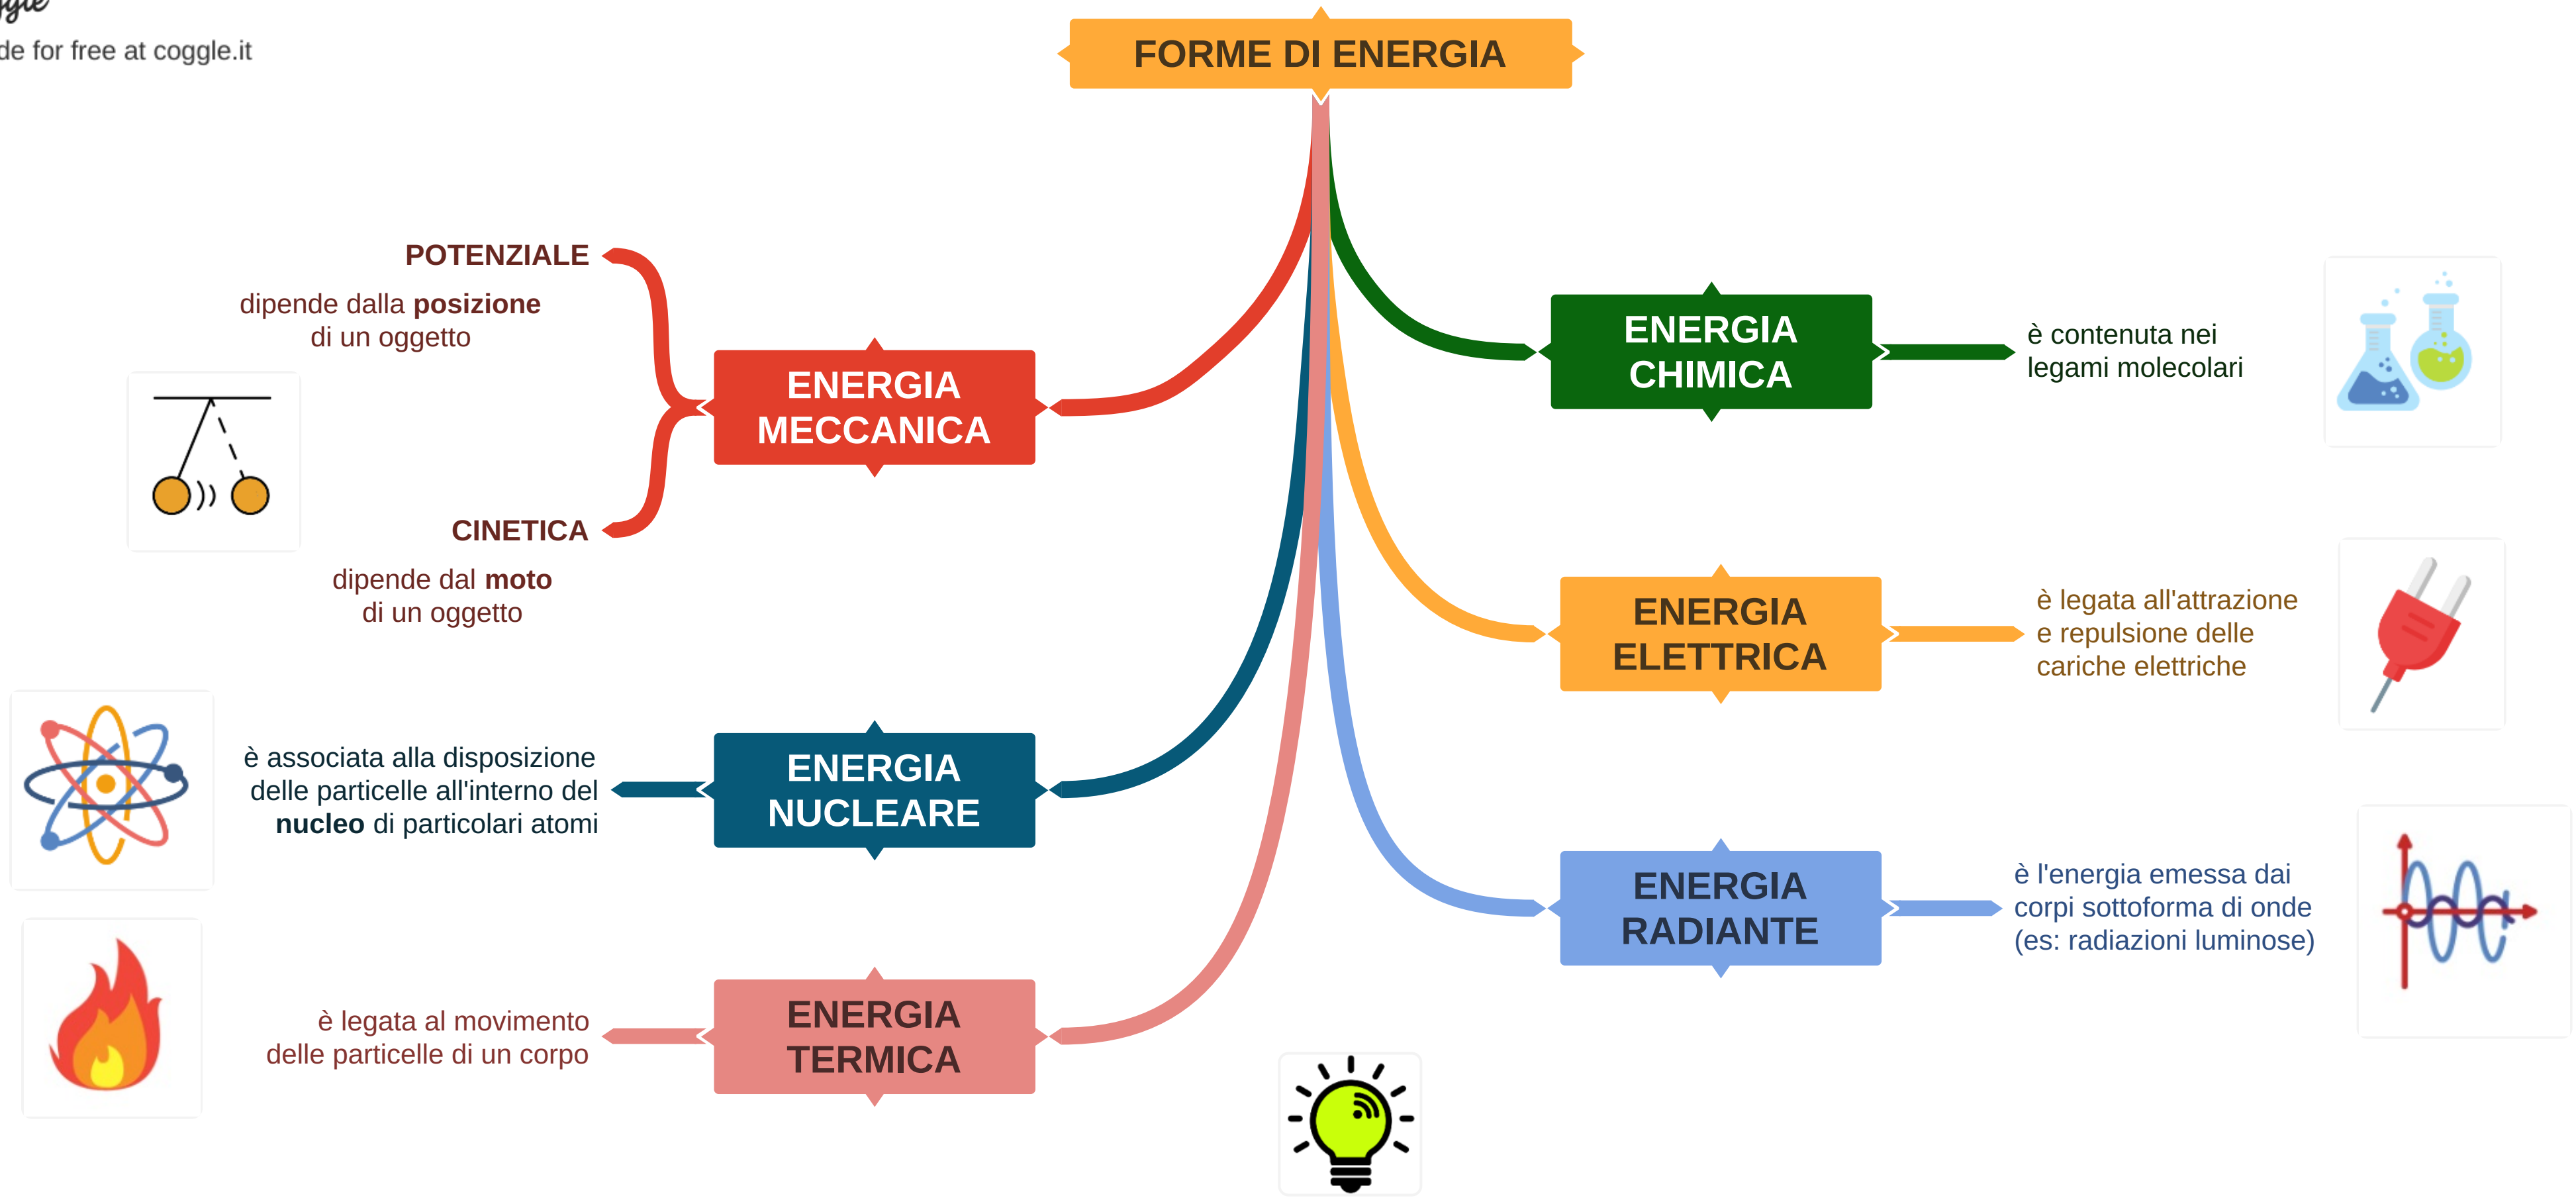 de for free at coggle.it
FORME DI ENERGIA
POTENZIALE
dipende dalla posizione
di un oggetto
ENERGIA
MECCANICA
CINETICA
dipende dal moto
di un oggetto
è associata alla disposizione
delle particelle all'interno del
nucleo di particolari atomi
ENERGIA
NUCLEARE
è legata al movimento
delle particelle di un corpo
ENERGIA
TERMICA
ENERGIA
CHIMICA
è contenuta nei
legami molecolari
ENERGIA
ELETTRICA
è legata all'attrazione
e repulsione delle
cariche elettriche
ENERGIA
RADIANTE
è l'energia emessa dai
corpi sottoforma di onde
(es: radiazioni luminose)